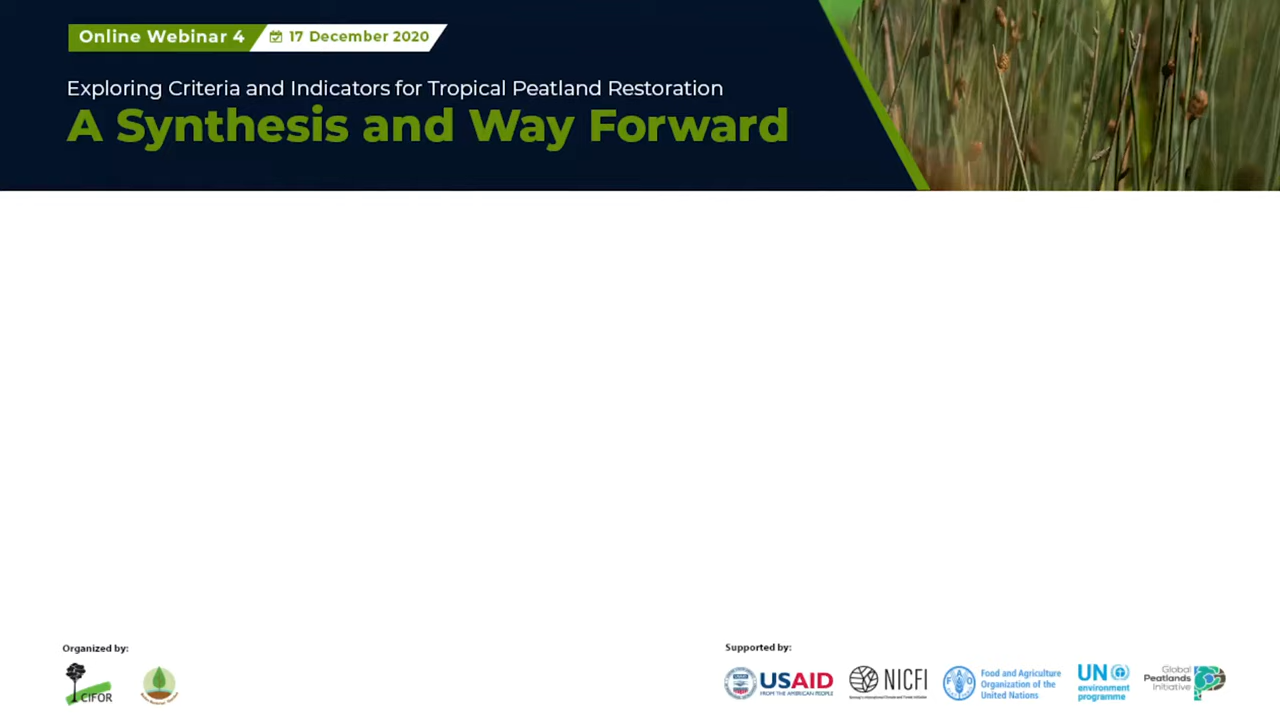 Online Webinar 4
17 December 2020
Exploring Criteria and Indicators for Tropical Peatland Restoration
A Synthesis and Way Forward
Organized by:
CIFOR
Supported by:
USAID
FROM THE AMERICAN PEOPLE
NICFI
Food and Agriculture
Organization of the
United Nations
UN
environment
programme
Global
Peatlands
Initiative